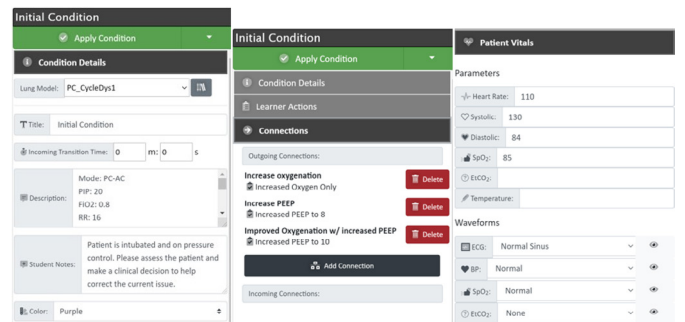 Initial Condition
Apply Condition
Condition Details
Lung Model: PC_CycleDys1
Title: Initial Condition
Incoming Transition Time: 0 m: 0 s
Description:
Mode: PC-AC
PIP: 20
FIO2: 0.8
RR: 16
Student Notes:
Patient is intubated and on pressure
control. Please assess the patient and
make a clinical decision to help
correct the current issue.
Color: Purple
Initial Condition
Apply Condition
Condition Details
Learner Actions
Connections
Outgoing Connections:
Increase oxygenation
Increased Oxygen Only
Delete
Increase PEEP
Increased PEEP to 8
Delete
Improved Oxygenation w/ increased PEEP
Increased PEEP to 10
Delete
Add Connection
Incoming Connections:
Patient Vitals
Parameters
Heart Rate: 110
Systolic: 130
Diastolic: 84
SpO2: 85
EtCO2:
Temperature:
Waveforms
ECG: Normal Sinus
BP: Normal
SpO2: Normal
EtCO2: None